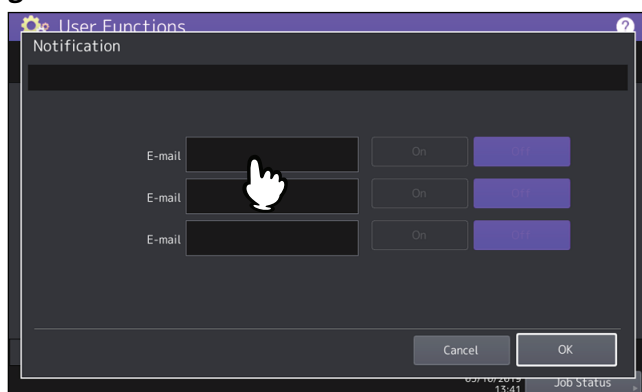 User Functions
?
Notification
E-mail On Off
E-mail On Off
E-mail On Off
Cancel OK
13:41 Job Status